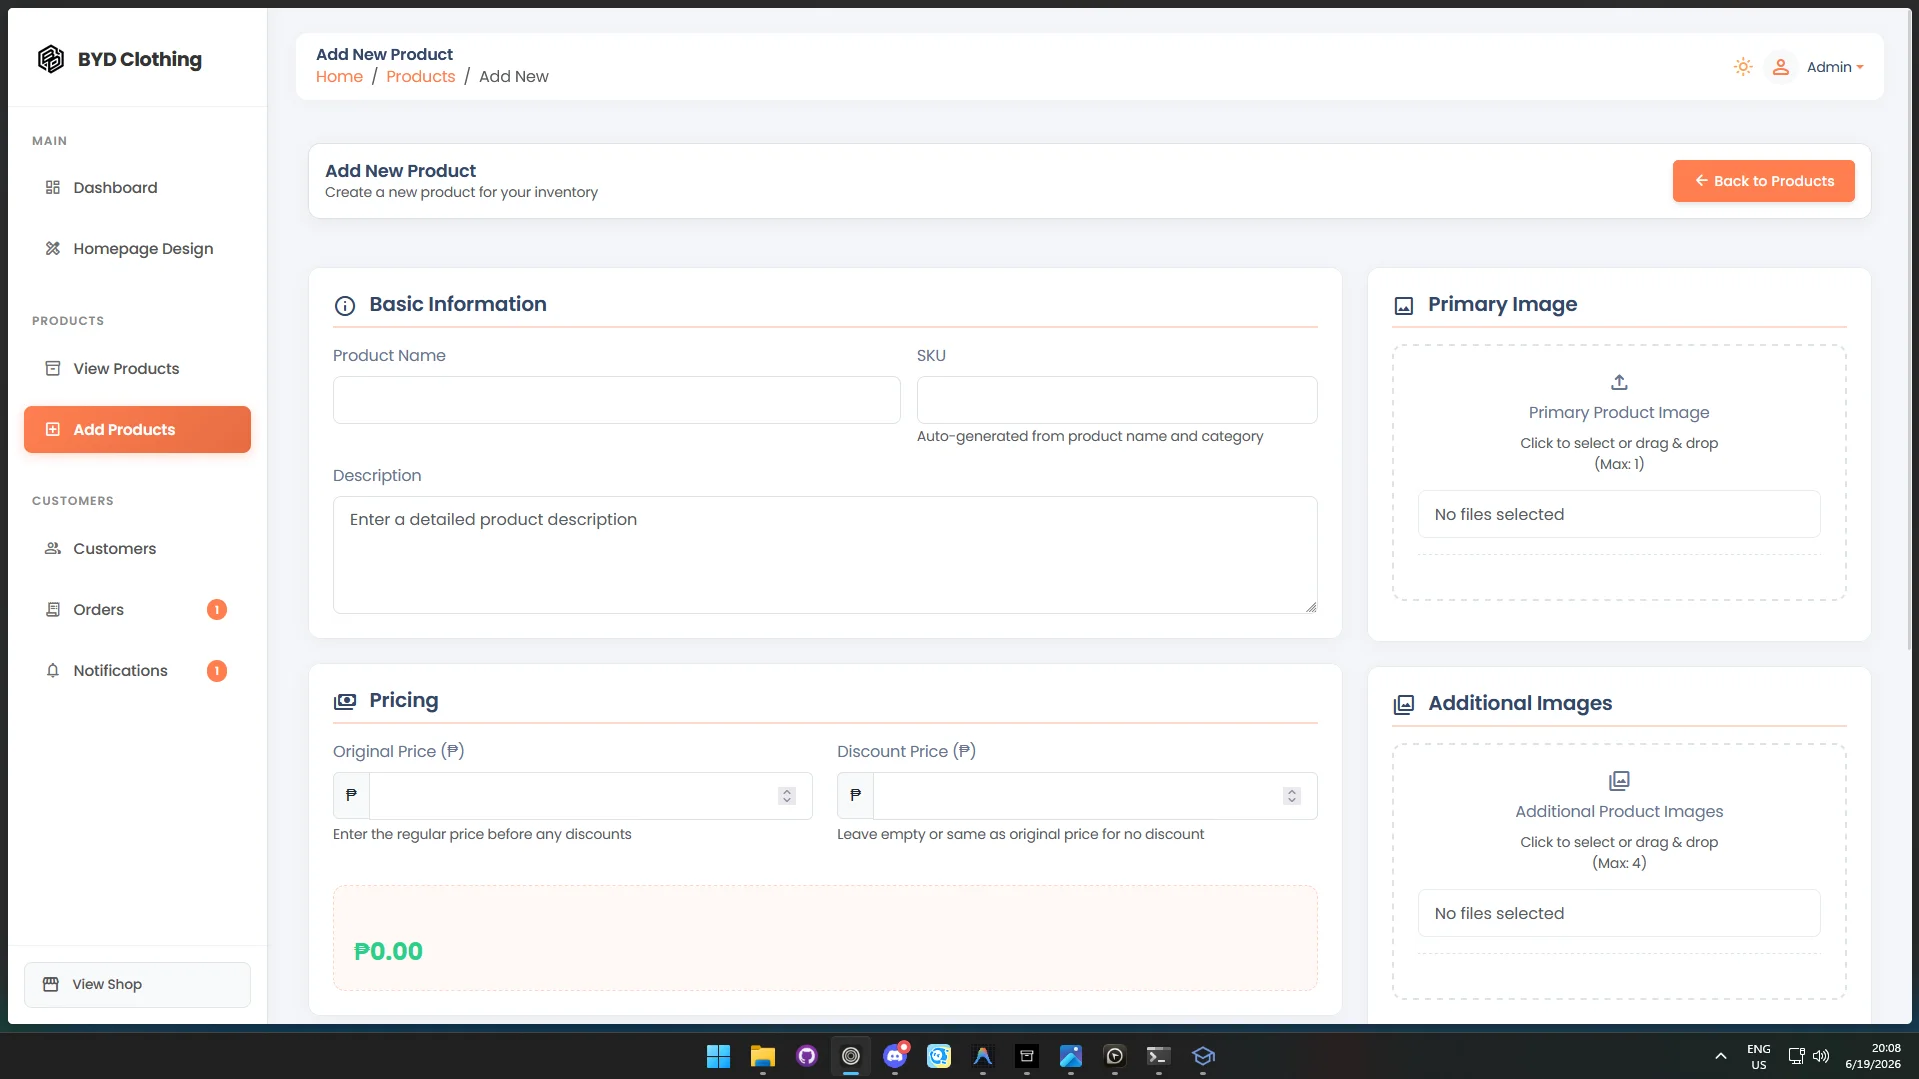 BYD Clothing
MAIN
Dashboard
Homepage Design
PRODUCTS
View Products
Add Products
CUSTOMERS
Customers
Orders 1
Notifications 1
View Shop
Add New Product
Home / Products / Add New
Admin
Add New Product
Create a new product for your inventory
Back to Products
Basic Information
Product Name
SKU
Auto-generated from product name and category
Description
Enter a detailed product description
Pricing
Original Price (₱)
₱
Enter the regular price before any discounts
Discount Price (₱)
₱
Leave empty or same as original price for no discount
₱0.00
Primary Image
Primary Product Image
Click to select or drag & drop
(Max: 1)
No files selected
Additional Images
Additional Product Images
Click to select or drag & drop
(Max: 4)
No files selected
ENG
US
20:08
6/19/2026